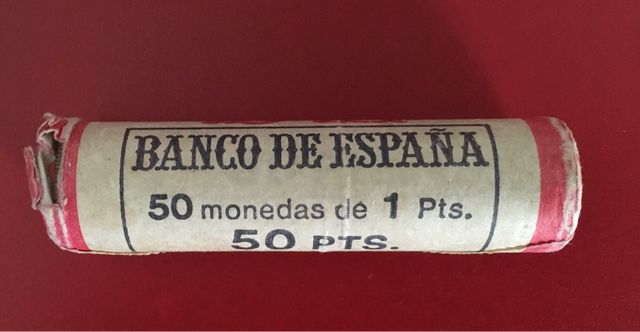 BANCO DE ESPAÑA
50 monedas de 1 Pts.
50 PTS.